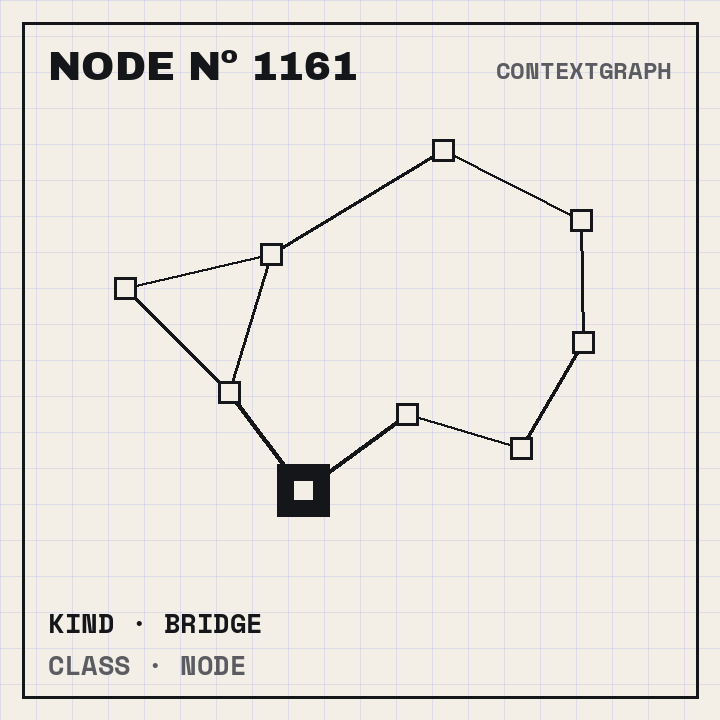 NODE Nº 1161
CONTEXTGRAPH
KIND · BRIDGE
CLASS · NODE